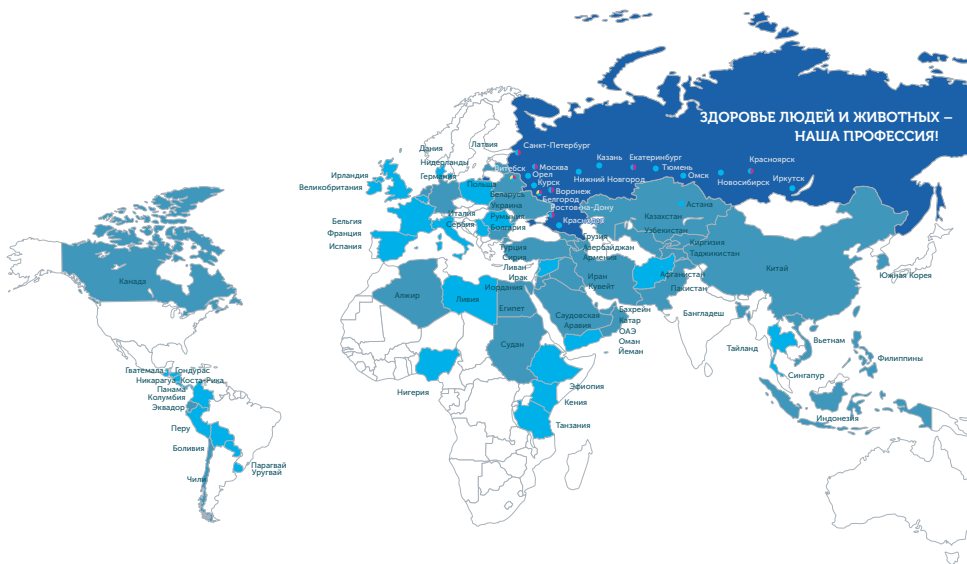 ЗДОРОВЬЕ ЛЮДЕЙ И ЖИВОТНЫХ –
НАША ПРОФЕССИЯ!
Санкт-Петербург
Дания
Латвия
Нидерланды
Витебск
Москва
Казань
Екатеринбург
Красноярск
Ирландия
Германия
Орел
Нижний Новгород
Тюмень
Омск
Новосибирск
Иркутск
Великобритания
Польша
Курск
Воронеж
Беларусь
Белгород
Астана
Украина
Ростов-на-Дону
Италия
Румыния
Казахстан
Бельгия
Сербия
Болгария
Краснодар
Узбекистан
Франция
Грузия
Киргизия
Испания
Турция
Азербайджан
Таджикистан
Сирия
Армения
Ливан
Китай
Ирак
Иран
Афганистан
Южная Корея
Канада
Иордания
Кувейт
Пакистан
Алжир
Ливия
Египет
Бахрейн
Бангладеш
Саудовская
Аравия
Катар
ОАЭ
Оман
Йемен
Судан
Тайланд
Вьетнам
Филиппины
Гватемала
Гондурас
Никарагуа
Коста-Рика
Сингапур
Панама
Колумбия
Нигерия
Эфиопия
Эквадор
Кения
Индонезия
Перу
Танзания
Боливия
Парагвай
Уругвай
Чили